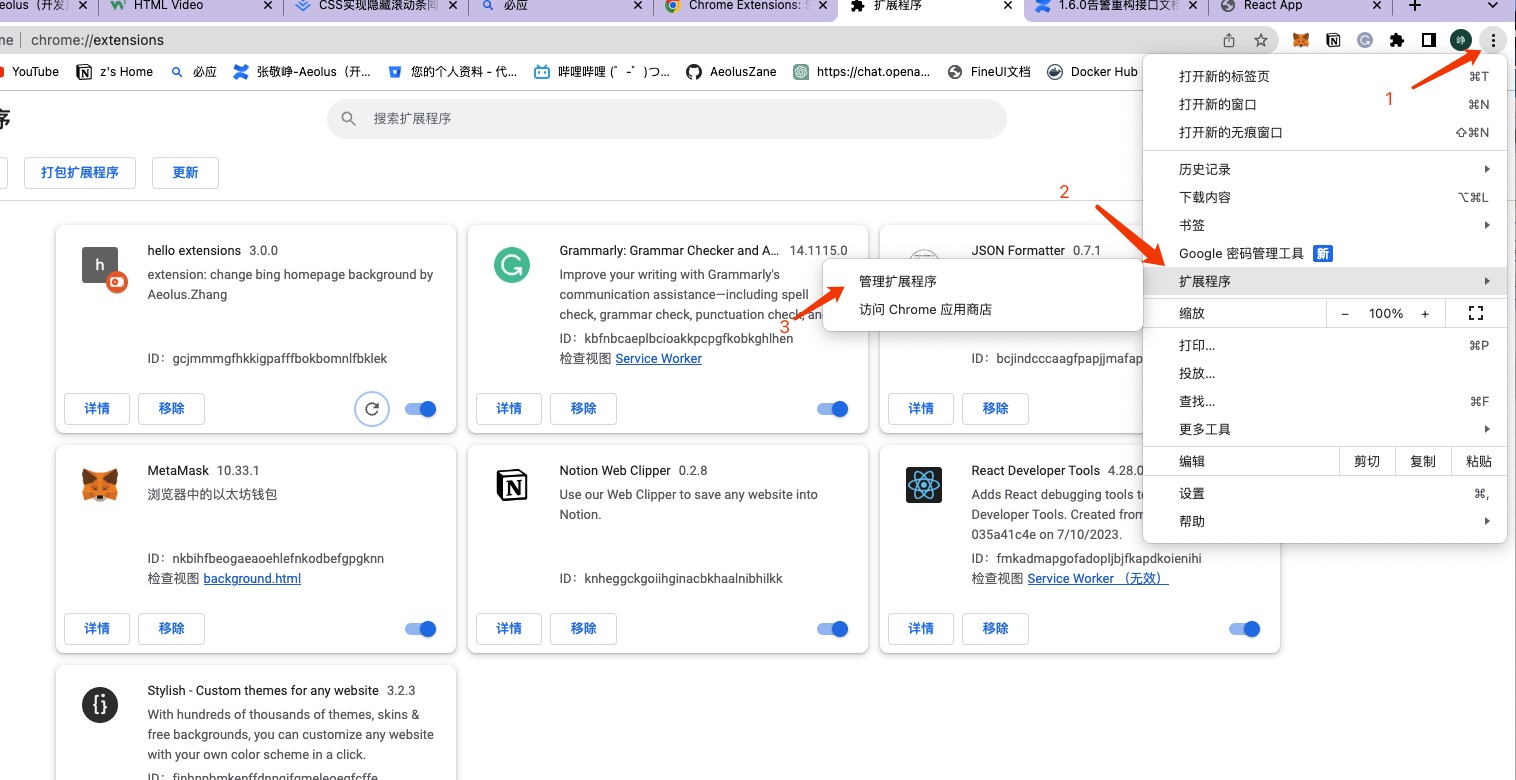 eolus（开发）
HTML Video
CSS实现隐藏滚动条同
必应
Chrome Extensions: S
扩展程序
1.6.0告警重构接口文档
React App
me
chrome://extensions
YouTube
z's Home
必应
张敬峥-Aeolus（开...
您的个人资料 - 代...
哔哩哔哩 (゜-゜)つ...
AeolusZane
https://chat.opena...
FineUI文档
Docker Hub
序
搜索扩展程序
打包扩展程序
更新
hello extensions 3.0.0
extension: change bing homepage background by
Aeolus.Zhang
ID：gcjmmmgfhkkigpafffbokbomnlfbklek
详情
移除
Grammarly: Grammar Checker and A... 14.1115.0
Improve your writing with Grammarly's
communication assistance—including spell
check, grammar check, punctuation check, an
ID：kbfnbcaeplbcioakkpcpgfkobkghlhen
检查视图 Service Worker
详情
移除
JSON Formatter 0.7.1
ID：bcjindcccaagfpapjjmafap
详情
移除
MetaMask 10.33.1
浏览器中的以太坊钱包
ID：nkbihfbeogaeaoehlefnkodbefgpgknn
检查视图 background.html
详情
移除
Notion Web Clipper 0.2.8
Use our Web Clipper to save any website into
Notion.
ID：knheggckgoiihginacbkhaalnibhilkk
详情
移除
React Developer Tools 4.28.0
Adds React debugging tools to
Developer Tools. Created from
035a41c4e on 7/10/2023.
ID：fmkadmapgofadopljbjfkapdkoienihi
检查视图 Service Worker （无效）
详情
移除
Stylish - Custom themes for any website 3.2.3
With hundreds of thousands of themes, skins &
free backgrounds, you can customize any website
with your own color scheme in a click.
1
2
3
管理扩展程序
访问 Chrome 应用商店
打开新的标签页 ⌘T
打开新的窗口 ⌘N
打开新的无痕窗口 ⇧⌘N
历史记录
下载内容 ⌥⌘L
书签
Google 密码管理工具 新
扩展程序
缩放 − 100% +
打印... ⌘P
投放...
查找... ⌘F
更多工具
编辑 剪切 复制 粘贴
设置 ⌘,
帮助